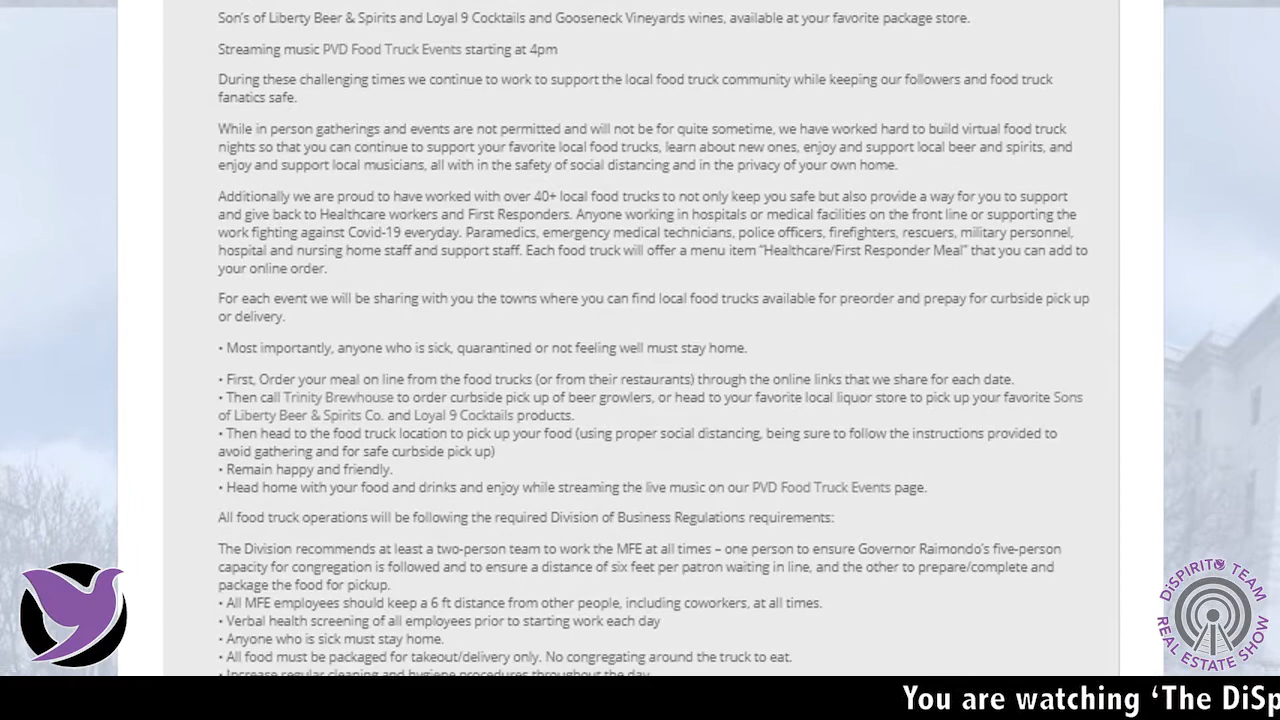 Son's of Liberty Beer & Spirits and Loyal 9 Cocktails and Gooseneck Vineyards wines, available at your favorite package store.
Streaming music PVD Food Truck Events starting at 4pm
During these challenging times we continue to work to support the local food truck community while keeping our followers and food truck
fanatics safe.
While in person gatherings and events are not permitted and will not be for quite sometime, we have worked hard to build virtual food truck
nights so that you can continue to support your favorite local food trucks, learn about new ones, enjoy and support local beer and spirits, and
enjoy and support local musicians, all with in the safety of social distancing and in the privacy of your own home.
Additionally we are proud to have worked with over 40+ local food trucks to not only keep you safe but also provide a way for you to support
and give back to Healthcare workers and First Responders. Anyone working in hospitals or medical facilities on the front line or supporting the
work fighting against Covid-19 everyday. Paramedics, emergency medical technicians, police officers, firefighters, rescuers, military personnel,
hospital and nursing home staff and support staff. Each food truck will offer a menu item “Healthcare/First Responder Meal” that you can add to
your online order.
For each event we will be sharing with you the towns where you can find local food trucks available for preorder and prepay for curbside pick up
or delivery.
• Most importantly, anyone who is sick, quarantined or not feeling well must stay home.
• First, Order your meal on line from the food trucks (or from their restaurants) through the online links that we share for each date.
• Then call Trinity Brewhouse to order curbside pick up of beer growlers, or head to your favorite local liquor store to pick up your favorite Sons
of Liberty Beer & Spirits Co. and Loyal 9 Cocktails products.
• Then head to the food truck location to pick up your food (using proper social distancing, being sure to follow the instructions provided to
avoid gathering and for safe curbside pick up)
• Remain happy and friendly.
• Head home with your food and drinks and enjoy while streaming the live music on our PVD Food Truck Events page.
All food truck operations will be following the required Division of Business Regulations requirements:
The Division recommends at least a two-person team to work the MFE at all times – one person to ensure Governor Raimondo's five-person
capacity for congregation is followed and to ensure a distance of six feet per patron waiting in line, and the other to prepare/complete and
package the food for pickup.
• All MFE employees should keep a 6 ft distance from other people, including coworkers, at all times.
• Verbal health screening of all employees prior to starting work each day
• Anyone who is sick must stay home.
• All food must be packaged for takeout/delivery only. No congregating around the truck to eat.
• Increase regular cleaning and hygiene procedures throughout the day
DiSPIRITO TEAM
REAL ESTATE SHOW
You are watching ‘The DiSp